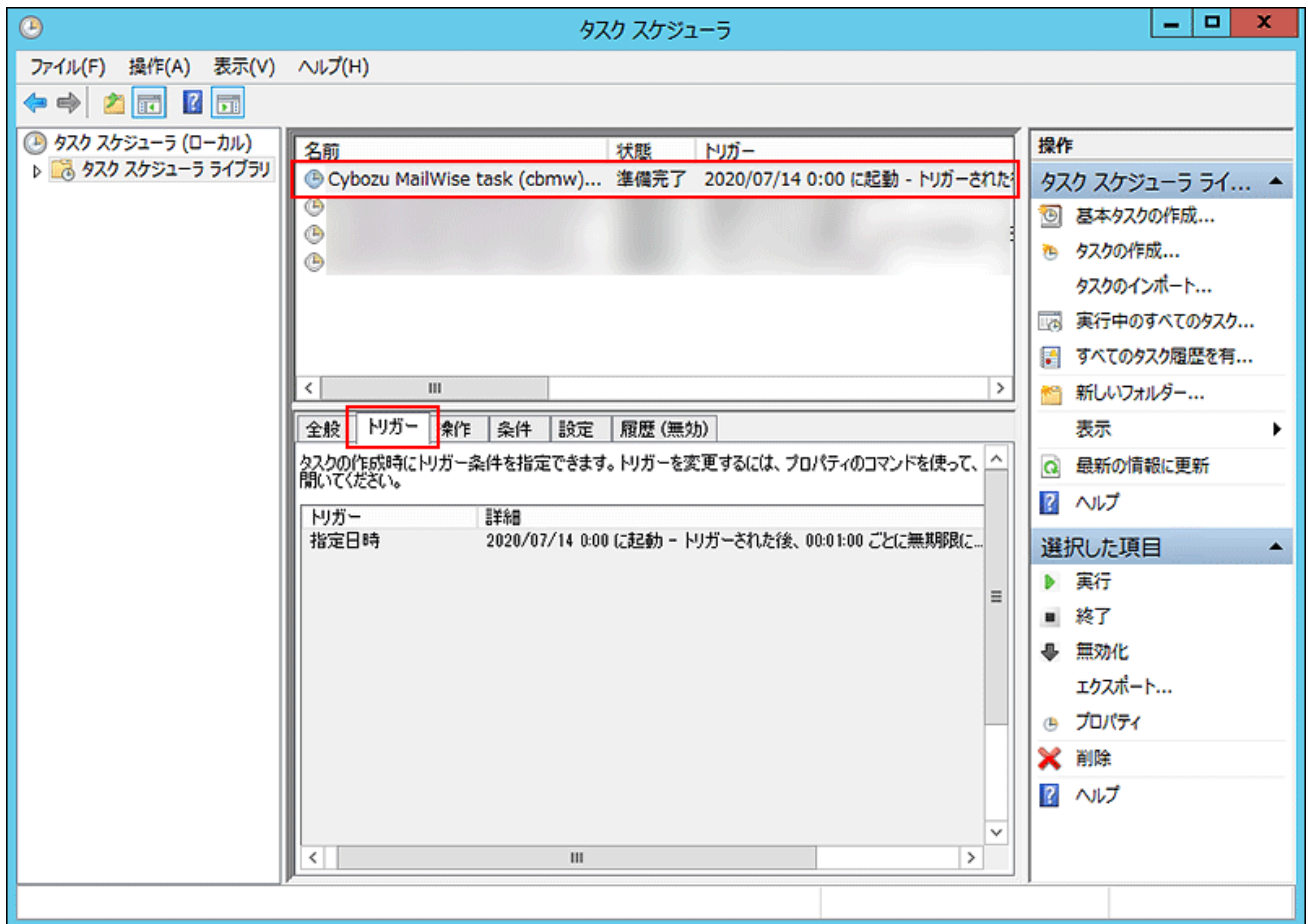 タスク スケジューラ
ファイル(F) 操作(A) 表示(V) ヘルプ(H)
タスク スケジューラ (ローカル)
タスク スケジューラ ライブラリ
名前 状態 トリガー
Cybozu MailWise task (cbmw)... 準備完了 2020/07/14 0:00 に起動 - トリガーされた
全般 トリガー 操作 条件 設定 履歴 (無効)
タスクの作成時にトリガー条件を指定できます。トリガーを変更するには、プロパティのコマンドを使って、
開いてください。
トリガー 詳細
指定日時 2020/07/14 0:00 に起動 - トリガーされた後、00:01:00 ごとに無期限に...
操作
タスク スケジューラ ライ...
基本タスクの作成...
タスクの作成...
タスクのインポート...
実行中のすべてのタスク...
すべてのタスク履歴を有...
新しいフォルダー...
表示
最新の情報に更新
ヘルプ
選択した項目
実行
終了
無効化
エクスポート...
プロパティ
削除
ヘルプ